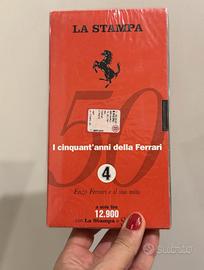 LA STAMPA
50
I cinquant'anni della Ferrari
4
Enzo Ferrari e il suo mito
a sole lire
12.900
con La Stampa
Subito